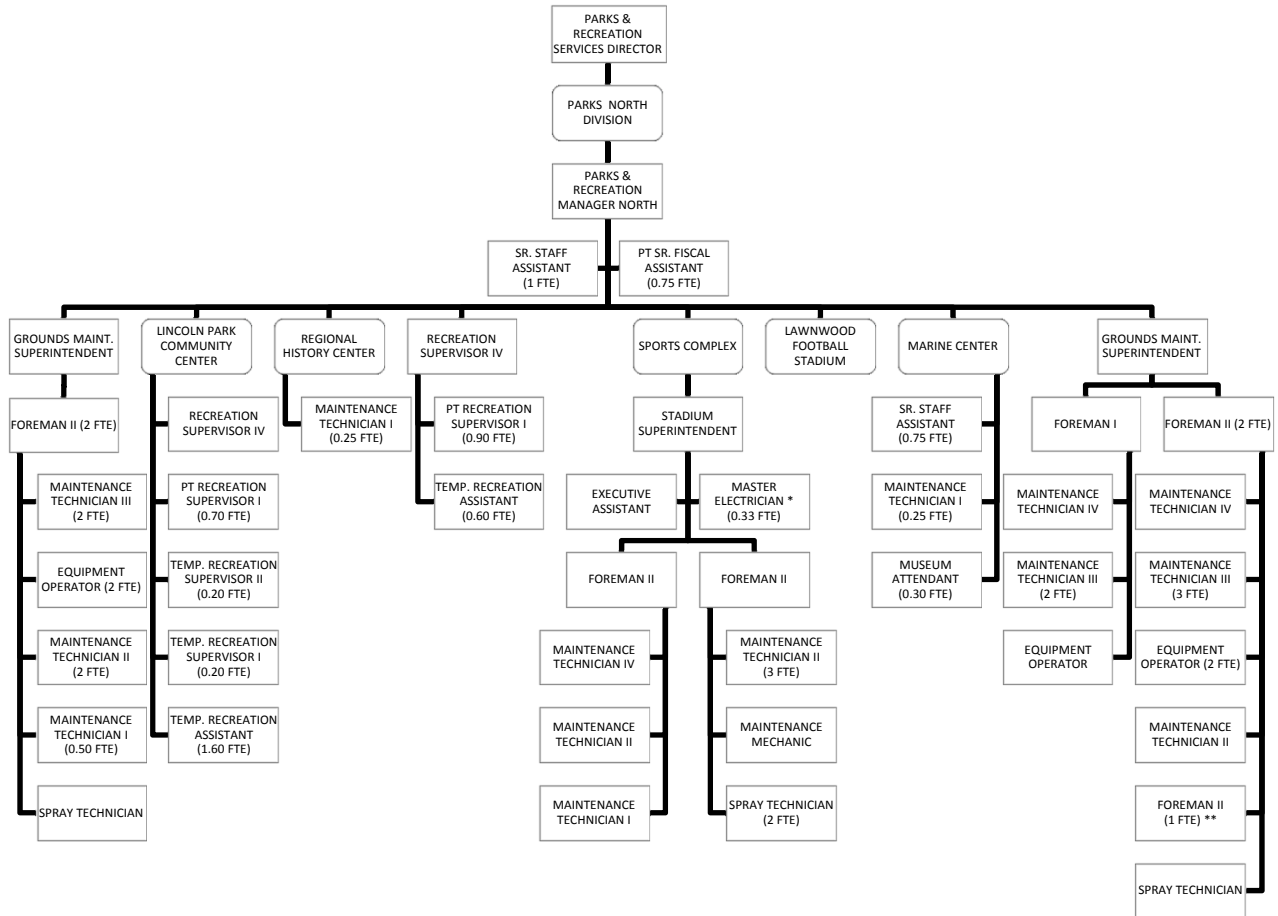 PARKS &
RECREATION
SERVICES DIRECTOR
PARKS NORTH
DIVISION
PARKS &
RECREATION
MANAGER NORTH
SR. STAFF
ASSISTANT
(1 FTE)
PT SR. FISCAL
ASSISTANT
(0.75 FTE)
GROUNDS MAINT.
SUPERINTENDENT
FOREMAN II (2 FTE)
MAINTENANCE
TECHNICIAN III
(2 FTE)
EQUIPMENT
OPERATOR (2 FTE)
MAINTENANCE
TECHNICIAN II
(2 FTE)
MAINTENANCE
TECHNICIAN I
(0.50 FTE)
SPRAY TECHNICIAN
LINCOLN PARK
COMMUNITY
CENTER
RECREATION
SUPERVISOR IV
PT RECREATION
SUPERVISOR I
(0.70 FTE)
TEMP. RECREATION
SUPERVISOR II
(0.20 FTE)
TEMP. RECREATION
SUPERVISOR I
(0.20 FTE)
TEMP. RECREATION
ASSISTANT
(1.60 FTE)
REGIONAL
HISTORY CENTER
MAINTENANCE
TECHNICIAN I
(0.25 FTE)
RECREATION
SUPERVISOR IV
PT RECREATION
SUPERVISOR I
(0.90 FTE)
TEMP. RECREATION
ASSISTANT
(0.60 FTE)
SPORTS COMPLEX
STADIUM
SUPERINTENDENT
EXECUTIVE
ASSISTANT
MASTER
ELECTRICIAN *
(0.33 FTE)
FOREMAN II
MAINTENANCE
TECHNICIAN IV
MAINTENANCE
TECHNICIAN II
MAINTENANCE
TECHNICIAN I
FOREMAN II
MAINTENANCE
TECHNICIAN II
(3 FTE)
MAINTENANCE
MECHANIC
SPRAY TECHNICIAN
(2 FTE)
LAWNWOOD
FOOTBALL
STADIUM
MARINE CENTER
SR. STAFF
ASSISTANT
(0.75 FTE)
MAINTENANCE
TECHNICIAN I
(0.25 FTE)
MUSEUM
ATTENDANT
(0.30 FTE)
GROUNDS MAINT.
SUPERINTENDENT
FOREMAN I
MAINTENANCE
TECHNICIAN IV
MAINTENANCE
TECHNICIAN III
(2 FTE)
EQUIPMENT
OPERATOR
FOREMAN II (2 FTE)
MAINTENANCE
TECHNICIAN IV
MAINTENANCE
TECHNICIAN III
(3 FTE)
EQUIPMENT
OPERATOR (2 FTE)
MAINTENANCE
TECHNICIAN II
FOREMAN II
(1 FTE) **
SPRAY TECHNICIAN